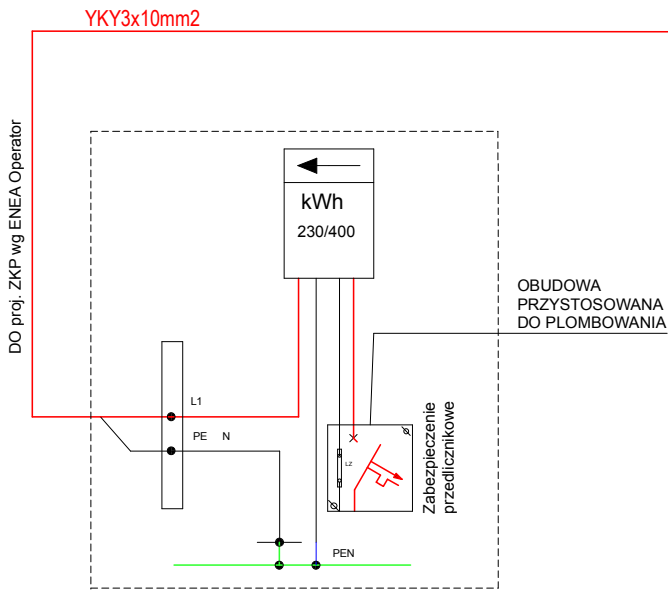 YKY3x10mm2
DO proj. ZKP wg ENEA Operator
kWh
230/400
OBUDOWA
PRZYSTOSOWANA
DO PLOMBOWANIA
L1
PE N
LZ
Zabezpieczenie
przedlicznikowe
PEN